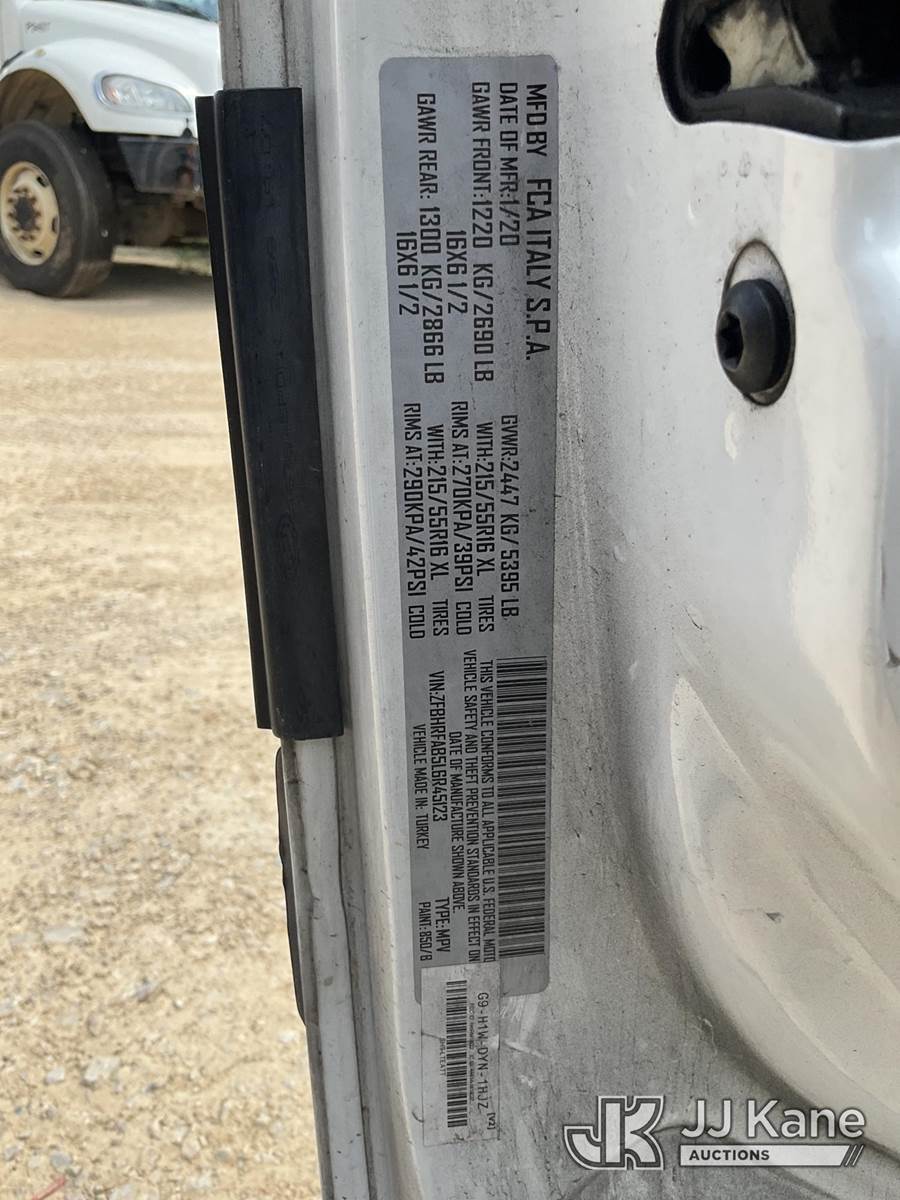 MFD BY FCA ITALY S.P.A.
DATE OF MFR:1/20 GVWR:2447 KG/ 5395 LB
GAWR FRONT:1220 KG/2690 LB WITH:215/55R16 XL TIRES
16X6 1/2 RIMS AT:270KPA/39PSI COLD
GAWR REAR: 1300 KG/2866 LB WITH:215/55R16 XL TIRES
16X6 1/2 RIMS AT:290KPA/42PSI COLD
THIS VEHICLE CONFORMS TO ALL APPLICABLE U.S. FEDERAL MOTO
VEHICLE SAFETY AND THEFT PREVENTION STANDARDS IN EFFECT ON
DATE OF MANUFACTURE SHOWN ABOVE.
VIN:ZFBHRFAB5L6R45123 TYPE:MPV
VEHICLE MADE IN: TURKEY PAINT: 850/B
G9-H1W-DYN-1HJZ
[V2]
JJ Kane
AUCTIONS
JK